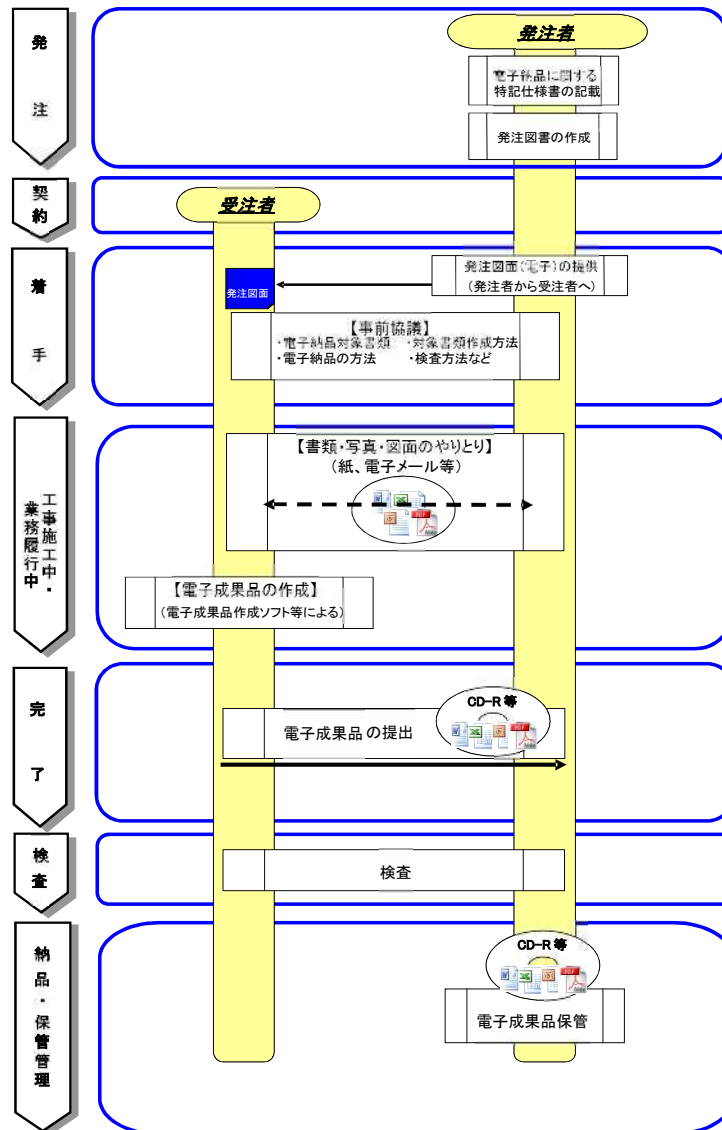 発注
発注者
電子納品に関する
特記仕様書の記載
発注図書の作成
契約
受注者
着手
発注図面(電子)の提供
(発注者から受注者へ)
発注図面
【事前協議】
・電子納品対象書類 ・対象書類作成方法
・電子納品の方法 ・検査方法など
工事施工中・
業務履行中
【書類・写真・図面のやりとり】
(紙、電子メール等)
PDF
【電子成果品の作成】
(電子成果品作成ソフト等による)
完了
CD-R等
PDF
電子成果品の提出
検査
検査
納品・保管管理
CD-R等
PDF
電子成果品保管